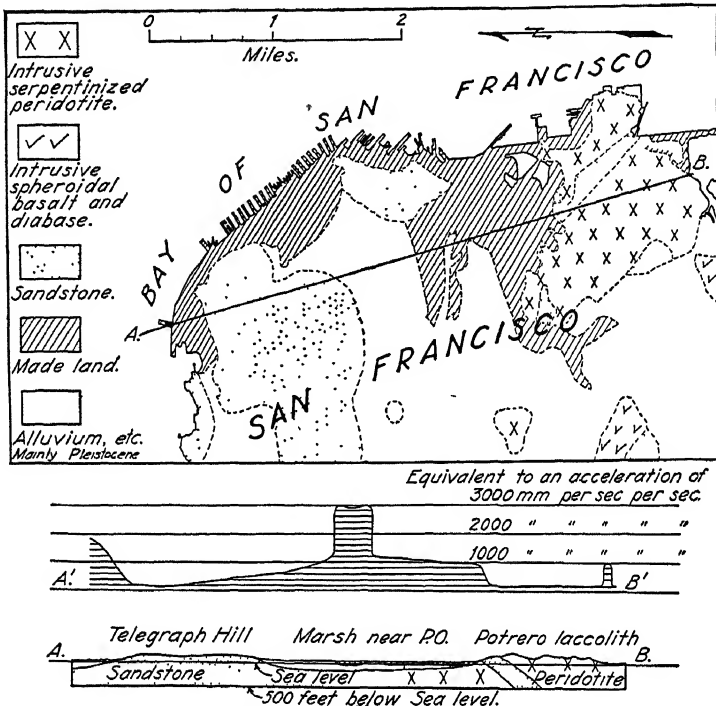 0 1 2
Miles.
Intrusive
serpentinized
peridotite.
Intrusive
spheroidal
basalt and
diabase.
Sandstone.
Made land.
Alluvium, etc.
Mainly Pleistocene
BAY OF SAN FRANCISCO
A.
B.
SAN FRANCISCO
Equivalent to an acceleration of
3000 mm per sec per sec.
2000 " " " " "
1000 " " " " "
A' B'
Telegraph Hill Marsh near P.O. Potrero laccolith
A. B.
Sandstone Sea level Peridotite
500 feet below Sea level.